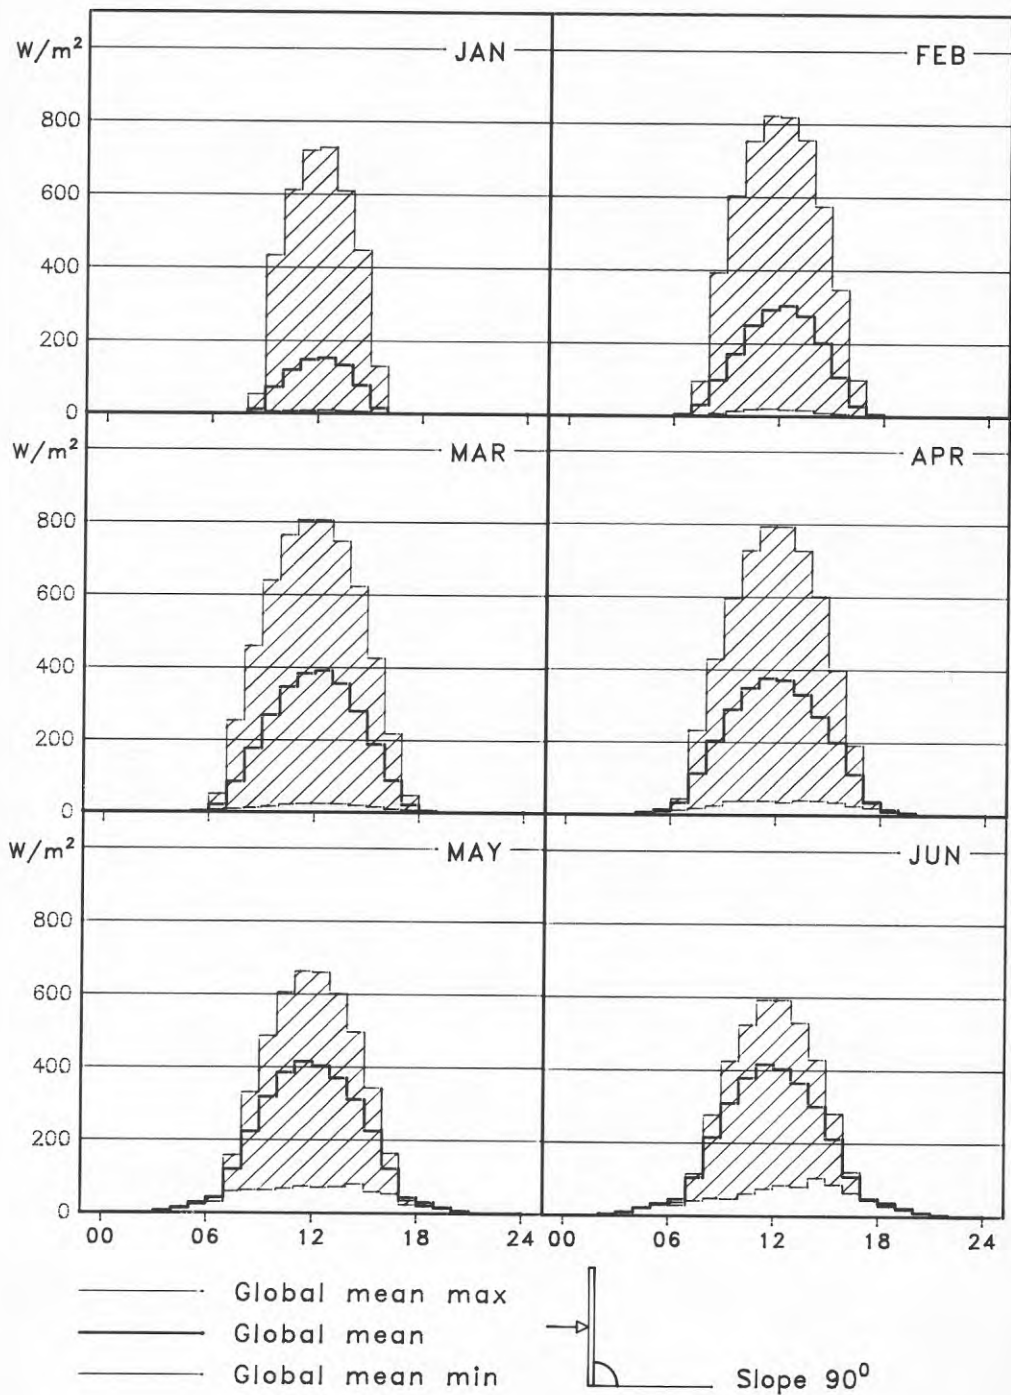 W/m² JAN FEB
800
600
400
200
0
W/m² MAR APR
800
600
400
200
0
W/m² MAY JUN
800
600
400
200
0
00 06 12 18 24 00 06 12 18 24
Global mean max
Global mean
Global mean min
Slope 90⁰